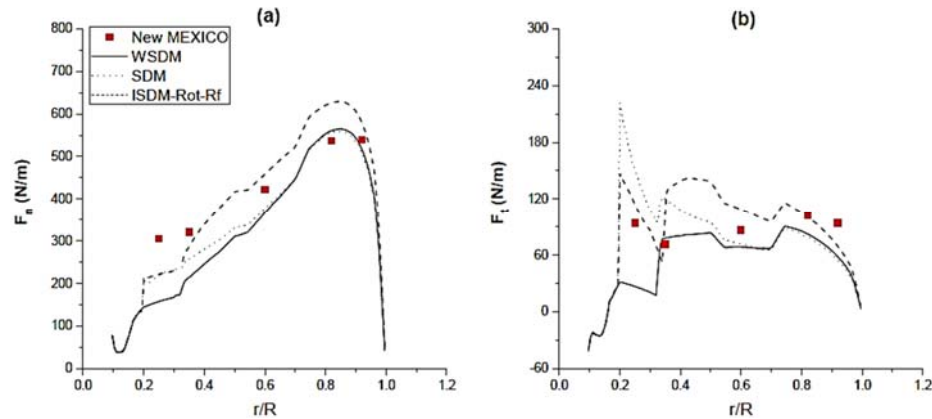 (a)
800
700
600
500
400
300
200
100
0
Fn (N/m)
New MEXICO
WSDM
SDM
ISDM-Rot-Rf
0.0 0.2 0.4 0.6 0.8 1.0 1.2
r/R
(b)
300
240
180
120
60
0
-60
Ft (N/m)
0.0 0.2 0.4 0.6 0.8 1.0 1.2
r/R